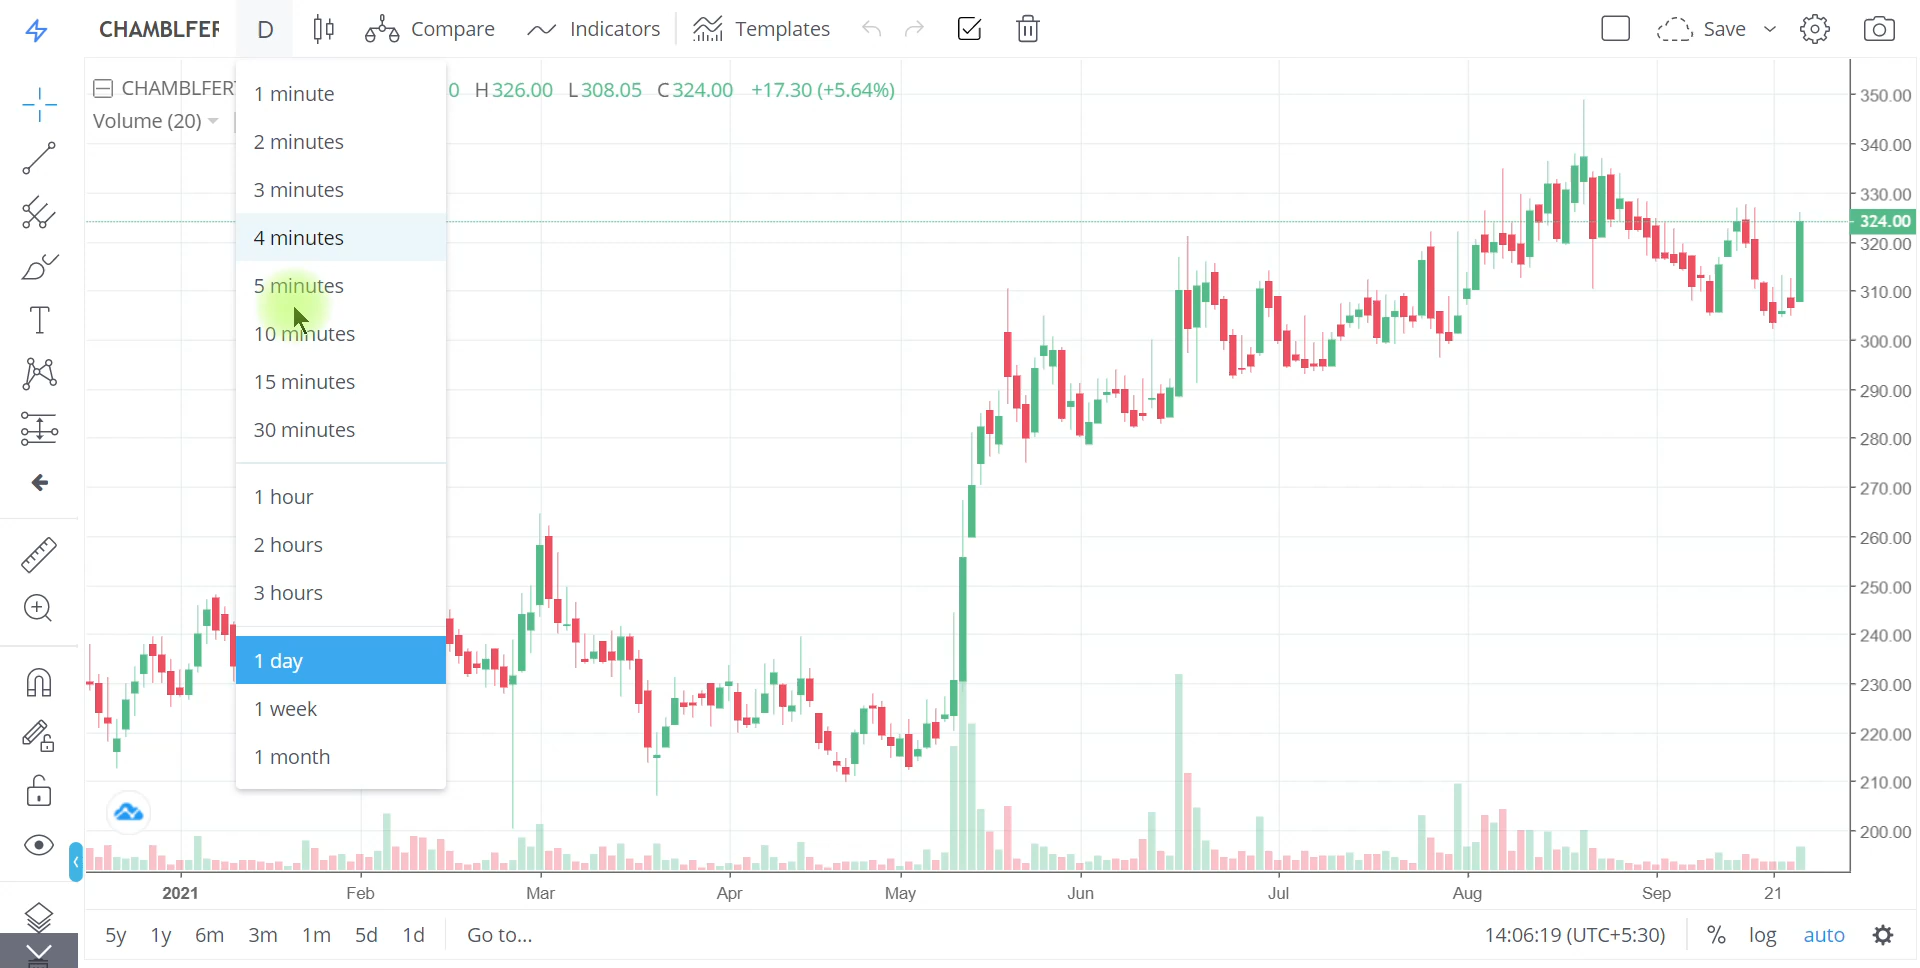 CHAMBLFER D Compare Indicators Templates Save
CHAMBLFER 0 H326.00 L308.05 C324.00 +17.30 (+5.64%)
Volume (20)
1 minute
2 minutes
3 minutes
4 minutes
5 minutes
10 minutes
15 minutes
30 minutes
1 hour
2 hours
3 hours
1 day
1 week
1 month
350.00
340.00
330.00
324.00
320.00
310.00
300.00
290.00
280.00
270.00
260.00
250.00
240.00
230.00
220.00
210.00
200.00
2021 Feb Mar Apr May Jun Jul Aug Sep 21
5y 1y 6m 3m 1m 5d 1d Go to... 14:06:19 (UTC+5:30) % log auto